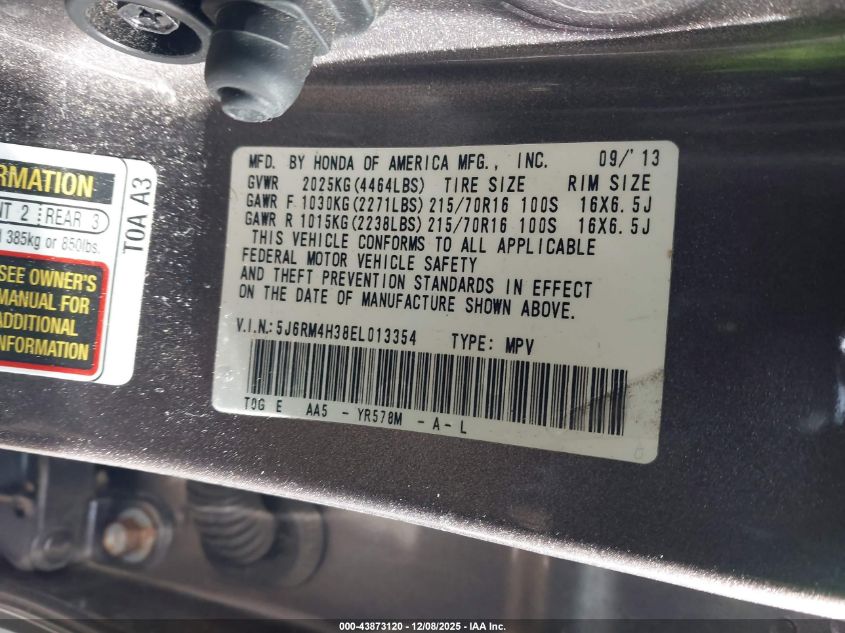 RMATION
NT 2 REAR 3
385kg or 850lbs.
SEE OWNER'S
MANUAL FOR
ADDITIONAL
INFORMATION
T0A A3
MFD. BY HONDA OF AMERICA MFG., INC. 09/'13
GVWR 2025KG(4464LBS) TIRE SIZE RIM SIZE
GAWR F 1030KG(2271LBS) 215/70R16 100S 16X6.5J
GAWR R 1015KG(2238LBS) 215/70R16 100S 16X6.5J
THIS VEHICLE CONFORMS TO ALL APPLICABLE
FEDERAL MOTOR VEHICLE SAFETY
AND THEFT PREVENTION STANDARDS IN EFFECT
ON THE DATE OF MANUFACTURE SHOWN ABOVE.
V.I.N.: 5J6RM4H38EL013354 TYPE: MPV
T0G E AA5 - YR578M - A - L
000-43873120 - 12/08/2025 - IAA Inc.